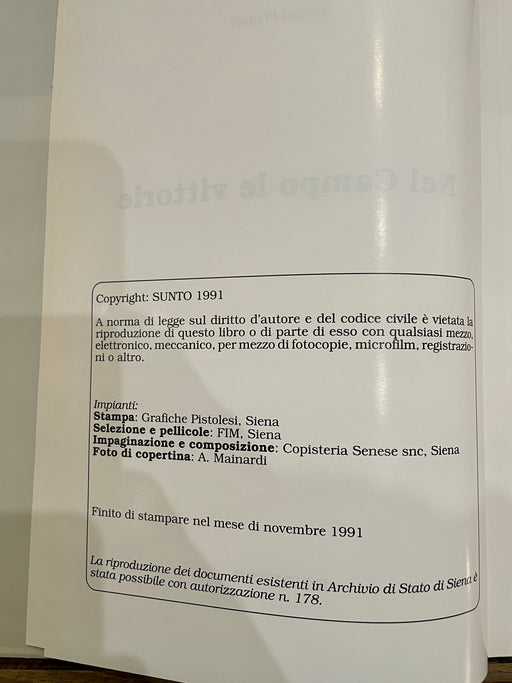 Nel Campo le vittorie
Copyright: SUNTO 1991
A norma di legge sul diritto d'autore e del codice civile è vietata la
riproduzione di questo libro o di parte di esso con qualsiasi mezzo,
elettronico, meccanico, per mezzo di fotocopie, microfilm, registrazio-
ni o altro.
Impianti:
Stampa: Grafiche Pistolesi, Siena
Selezione e pellicole: FIM, Siena
Impaginazione e composizione: Copisteria Senese snc, Siena
Foto di copertina: A. Mainardi
Finito di stampare nel mese di novembre 1991
La riproduzione dei documenti esistenti in Archivio di Stato di Siena è
stata possibile con autorizzazione n. 178.